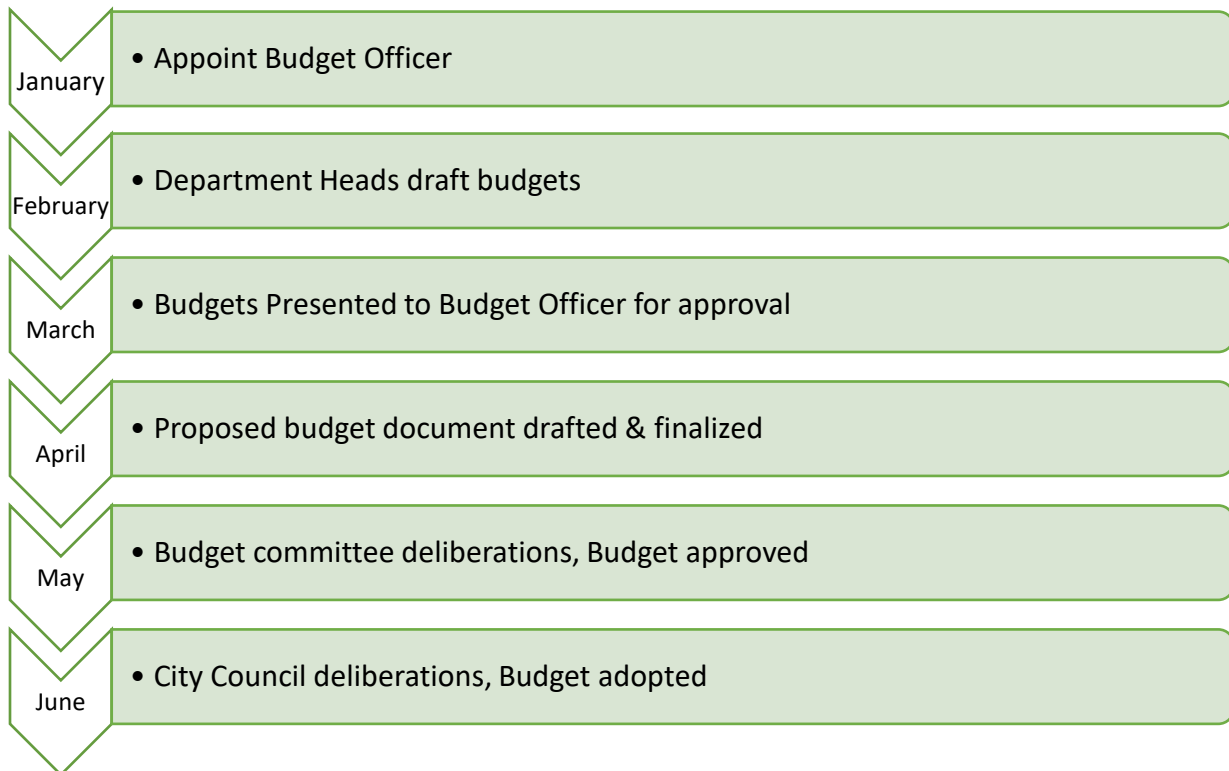 January
• Appoint Budget Officer
February
• Department Heads draft budgets
March
• Budgets Presented to Budget Officer for approval
April
• Proposed budget document drafted & finalized
May
• Budget committee deliberations, Budget approved
June
• City Council deliberations, Budget adopted